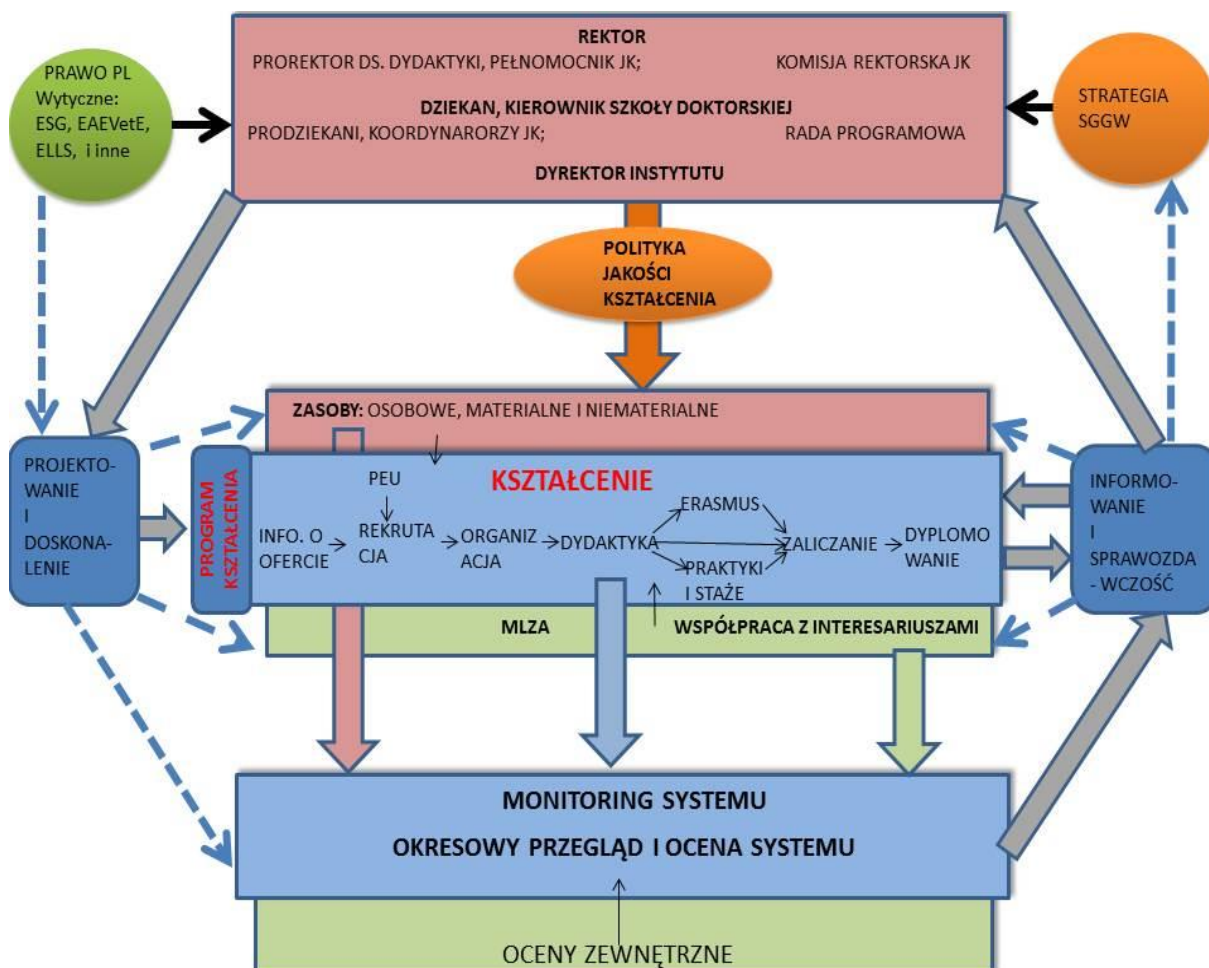 REKTOR
PROREKTOR DS. DYDAKTYKI, PEŁNOMOCNIK JK; KOMISJA REKTORSKA JK
DZIEKAN, KIEROWNIK SZKOŁY DOKTORSKIEJ
PRODZIEKANI, KOORDYNARORZY JK; RADA PROGRAMOWA
DYREKTOR INSTYTUTU
PRAWO PL
Wytyczne:
ESG, EAEVetE,
ELLS, i inne
STRATEGIA
SGGW
POLITYKA
JAKOŚCI
KSZTAŁCENIA
ZASOBY: OSOBOWE, MATERIALNE I NIEMATERIALNE
PROJEKTO-
WANIE
I
DOSKONA-
LENIE
PROGRAM
KSZTAŁCENIA
KSZTAŁCENIE
PEU
INFO. O
OFERCIE
REKRUTA
CJA
ORGANIZ
ACJA
DYDAKTYKA
ERASMUS
PRAKTYKI
I STAŻE
ZALICZANIE
DYPLOMO
WANIE
INFORMO-
WANIE
I
SPRAWOZDA
- WCZOŚĆ
MLZA
WSPÓŁPRACA Z INTERESARIUSZAMI
MONITORING SYSTEMU
OKRESOWY PRZEGLĄD I OCENA SYSTEMU
OCENY ZEWNĘTRZNE